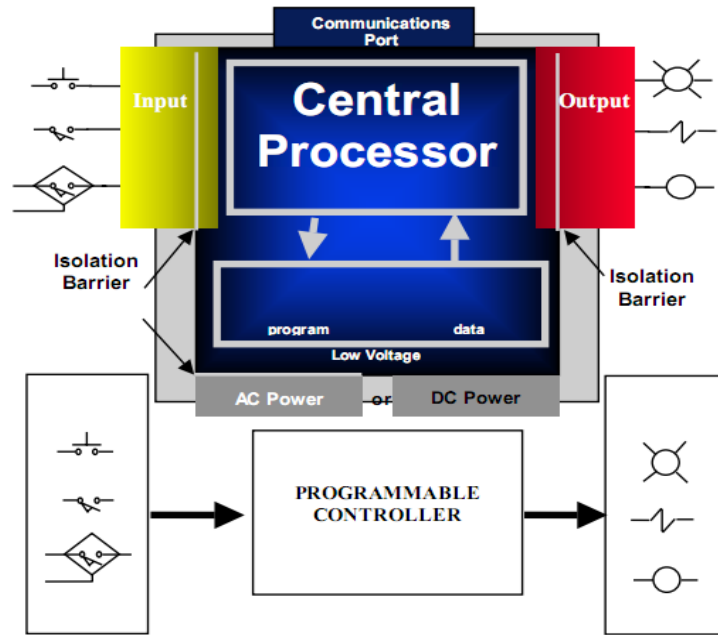 Communications
Port
Input
Central
Processor
Output
Isolation
Barrier
Isolation
Barrier
program data
Low Voltage
AC Power or DC Power
PROGRAMMABLE
CONTROLLER